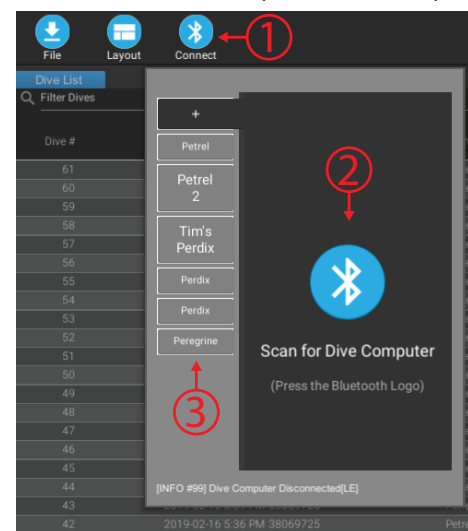 File Layout Connect 1
Dive List
Filter Dives
Dive #
61
60
59
58
57
56
55
54
53
52
51
50
49
48
47
46
45
44
43
42 2019-02-16 5:36 PM 38069725
+
Petrel
Petrel
2
Tim's
Perdix
Perdix
Perdix
Peregrine
3
2
Scan for Dive Computer
(Press the Bluetooth Logo)
[INFO #99] Dive Computer Disconnected[LE]